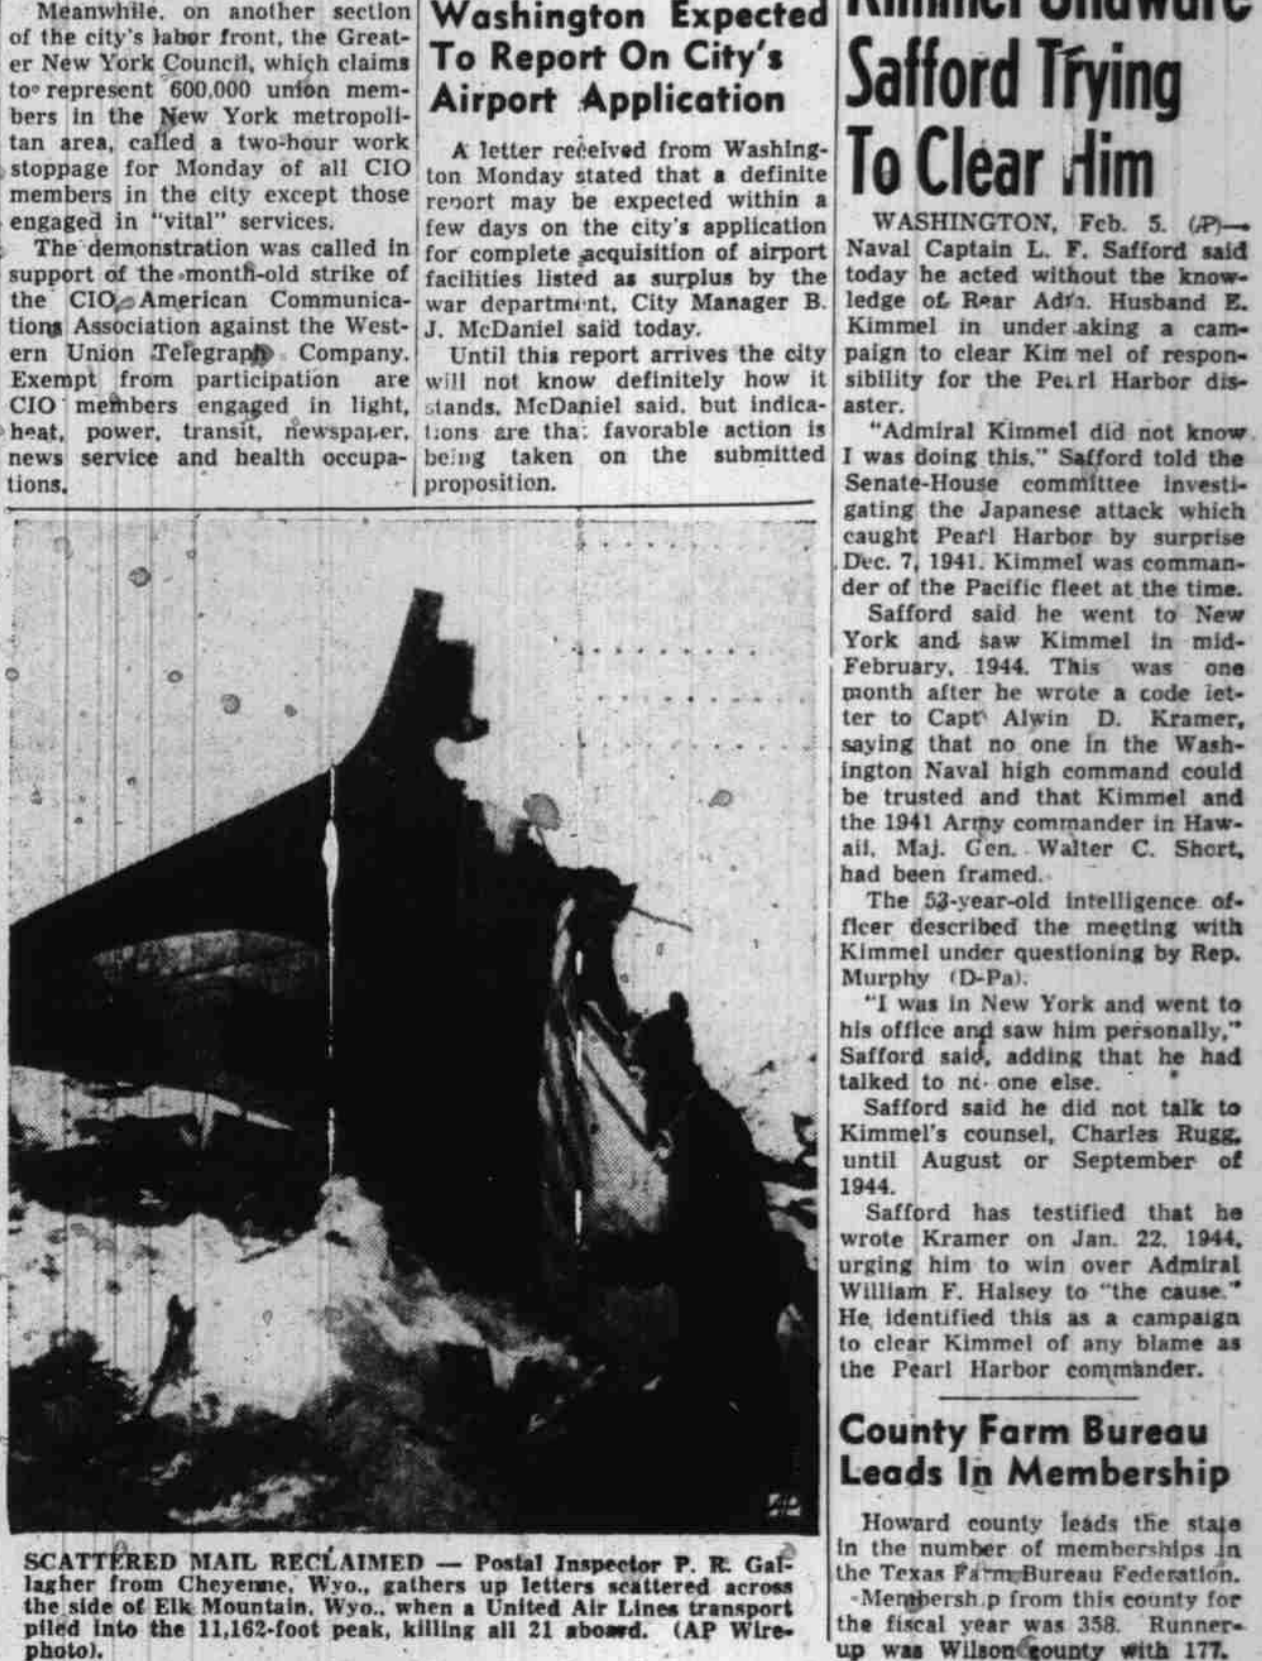 Meanwhile, on another section
of the city's labor front, the Great-
er New York Council, which claims
to represent 600,000 union mem-
bers in the New York metropoli-
tan area, called a two-hour work
stoppage for Monday of all CIO
members in the city except those
engaged in "vital" services.
The demonstration was called in
support of the month-old strike of
the CIO American Communica-
tions Association against the West-
ern Union Telegraph Company.
Exempt from participation are
CIO members engaged in light,
heat, power, transit, newspaper,
news service and health occupa-
tions.
Washington Expected
To Report On City's
Airport Application
A letter received from Washing-
ton Monday stated that a definite
report may be expected within a
few days on the city's application
for complete acquisition of airport
facilities listed as surplus by the
war department, City Manager B.
J. McDaniel said today.
Until this report arrives the city
will not know definitely how it
stands, McDaniel said, but indica-
tions are that favorable action is
being taken on the submitted
proposition.
SCATTERED MAIL RECLAIMED — Postal Inspector P. R. Gal-
lagher from Cheyenne, Wyo., gathers up letters scattered across
the side of Elk Mountain, Wyo., when a United Air Lines transport
piled into the 11,162-foot peak, killing all 21 aboard. (AP Wire-
photo).
Kimmel Unaware
Safford Trying
To Clear Him
WASHINGTON, Feb. 5. (AP)—
Naval Captain L. F. Safford said
today he acted without the know-
ledge of Rear Adm. Husband E.
Kimmel in undertaking a cam-
paign to clear Kimmel of respon-
sibility for the Pearl Harbor dis-
aster.
"Admiral Kimmel did not know
I was doing this," Safford told the
Senate-House committee investi-
gating the Japanese attack which
caught Pearl Harbor by surprise
Dec. 7, 1941. Kimmel was comman-
der of the Pacific fleet at the time.
Safford said he went to New
York and saw Kimmel in mid-
February, 1944. This was one
month after he wrote a code let-
ter to Capt Alwin D. Kramer,
saying that no one in the Wash-
ington Naval high command could
be trusted and that Kimmel and
the 1941 Army commander in Haw-
aii, Maj. Gen. Walter C. Short,
had been framed.
The 53-year-old intelligence of-
ficer described the meeting with
Kimmel under questioning by Rep.
Murphy (D-Pa).
"I was in New York and went to
his office and saw him personally,"
Safford said, adding that he had
talked to no one else.
Safford said he did not talk to
Kimmel's counsel, Charles Rugg,
until August or September of
1944.
Safford has testified that he
wrote Kramer on Jan. 22, 1944,
urging him to win over Admiral
William F. Halsey to "the cause."
He identified this as a campaign
to clear Kimmel of any blame as
the Pearl Harbor commander.
County Farm Bureau
Leads In Membership
Howard county leads the state
in the number of memberships in
the Texas Farm Bureau Federation.
Membership from this county for
the fiscal year was 358. Runner-
up was Wilson county with 177.